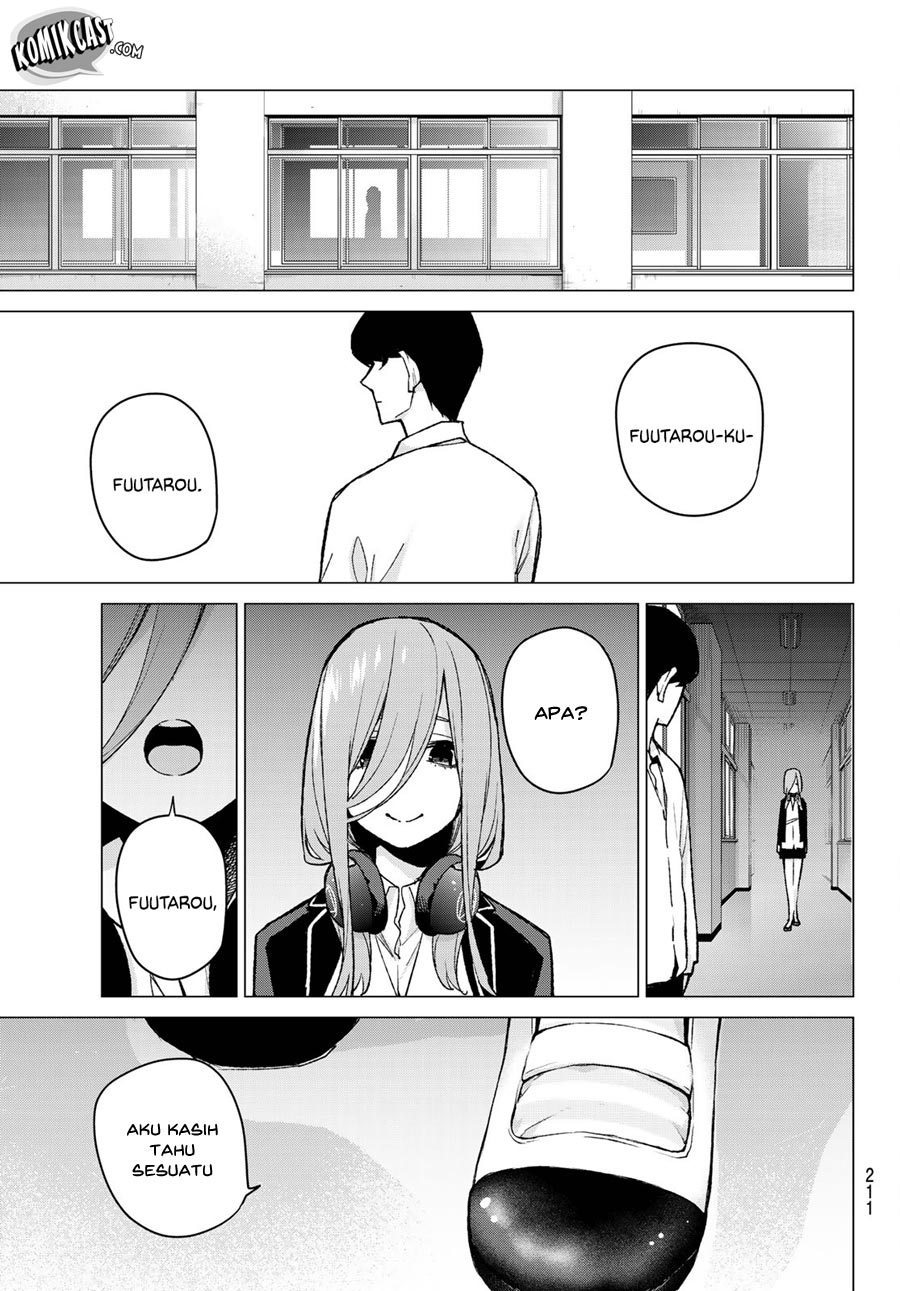 KOMIKCAST
.COM
FUUTAROU-KU-
FUUTAROU.
APA?
FUUTAROU,
AKU KASIH
TAHU
SESUATU
211